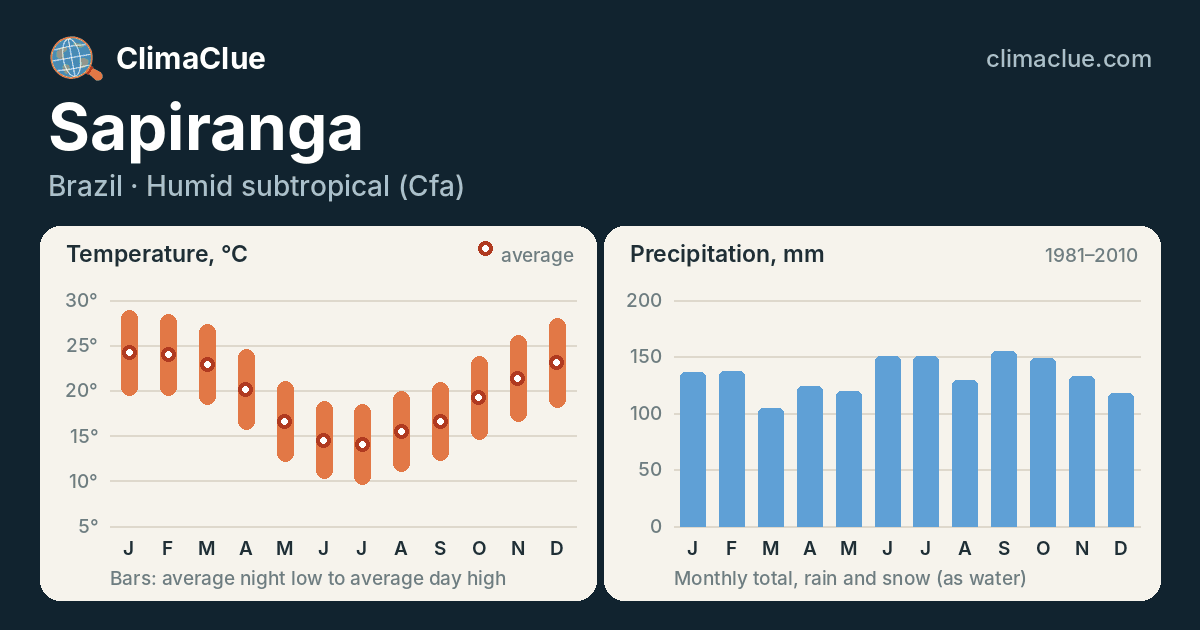 ClimaClue
climaclue.com
Sapiranga
Brazil · Humid subtropical (Cfa)
Temperature, °C
average
30°
25°
20°
15°
10°
5°
J F M A M J J A S O N D
Bars: average night low to average day high
Precipitation, mm
1981–2010
200
150
100
50
0
J F M A M J J A S O N D
Monthly total, rain and snow (as water)